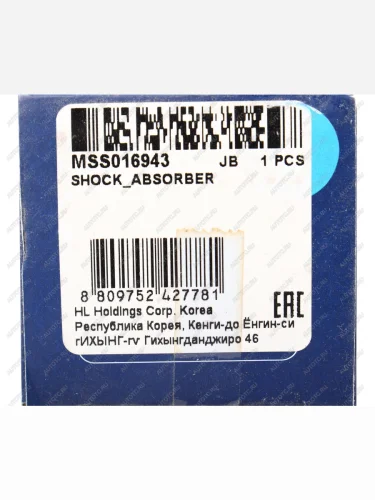 MSS016943 JB 1 PCS
SHOCK_ABSORBER
8 809752 427781
EAC
HL Holdings Corp. Korea
Республика Корея, Кенги-до Ёнгин-си
гИХЫНГ-гv Гихынгданджиро 46